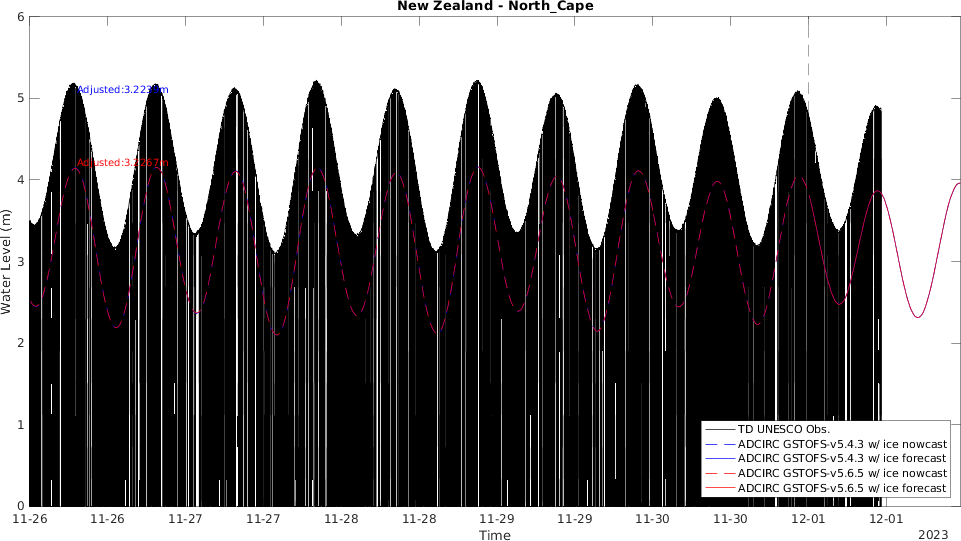 New Zealand - North_Cape
6
5
4
3
2
1
0
Water Level (m)
Adjusted:3.2267m
11-26
11-26
11-27
11-27
11-28
11-28
11-29
11-29
11-30
11-30
12-01
12-01
Time
2023
TD UNESCO Obs.
ADCIRC GSTOFS-v5.4.3 w/ ice nowcast
ADCIRC GSTOFS-v5.4.3 w/ ice forecast
ADCIRC GSTOFS-v5.6.5 w/ ice nowcast
ADCIRC GSTOFS-v5.6.5 w/ ice forecast